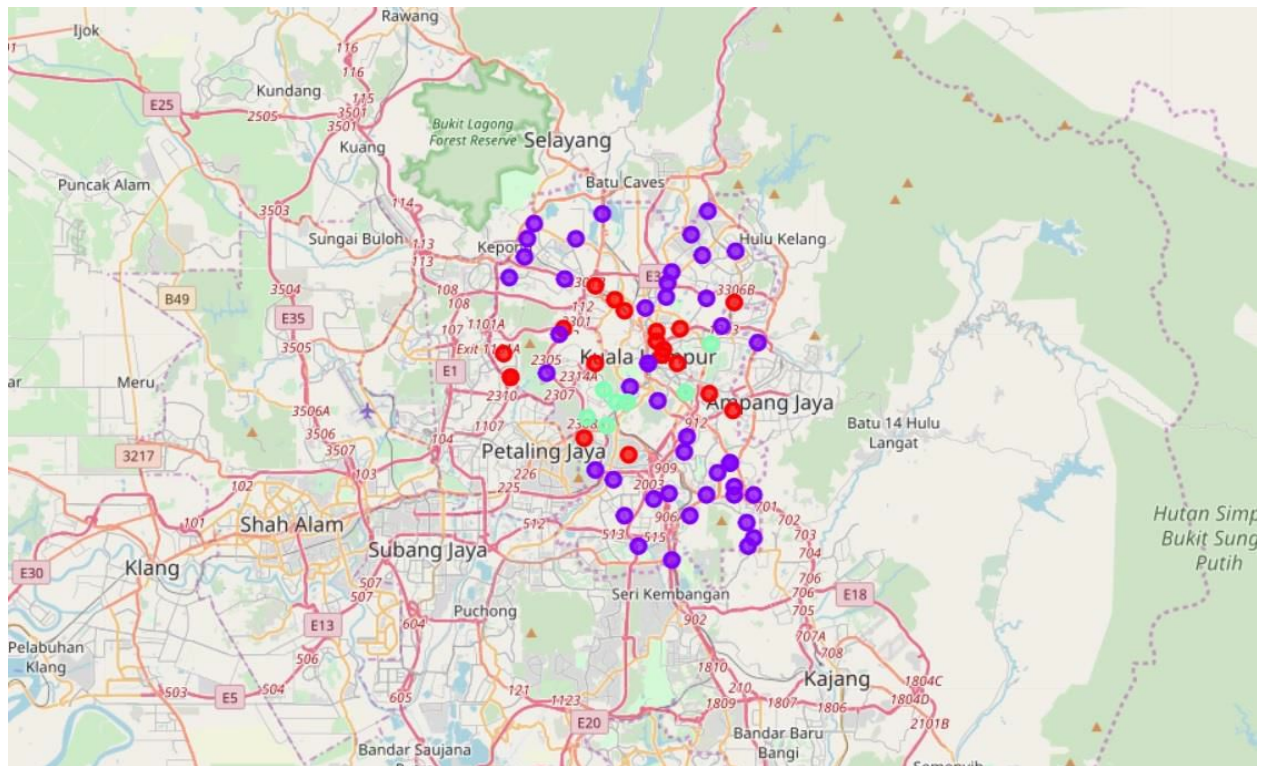 Rawang
Ijok
116
116
E25
Kundang
115
3501
2505
3501
Kuang
Bukit Lagong
Forest Reserve
Selayang
Batu Caves
Puncak Alam
114
3503
Sungai Buloh
113
113
Hulu Kelang
3504
108
108
3306B
B49
E35
112
107
1101A
3505
E1
2305
Kuala
2314A
Meru
2310
2307
Ampang Jaya
3506A
3506
3507
1107
912
Batu 14 Hulu
Langat
104
Petaling Jaya
3217
103
226
909
102
225
2003
701
101
Shah Alam
512
702
703
513
515
Hutan Simp
Bukit Sung
Putih
Subang Jaya
704
E30
Klang
507
507
706
706
E18
Seri Kembangan
Puchong
705
604
902
E13
707A
708
Pelabuhan
Klang
506
1810
Kajang
1804C
503
E5
504
605
121
1123
210
1809
1807
1806
1804D
2101B
E20
Bandar Saujana
Bandar Baru
Bangi